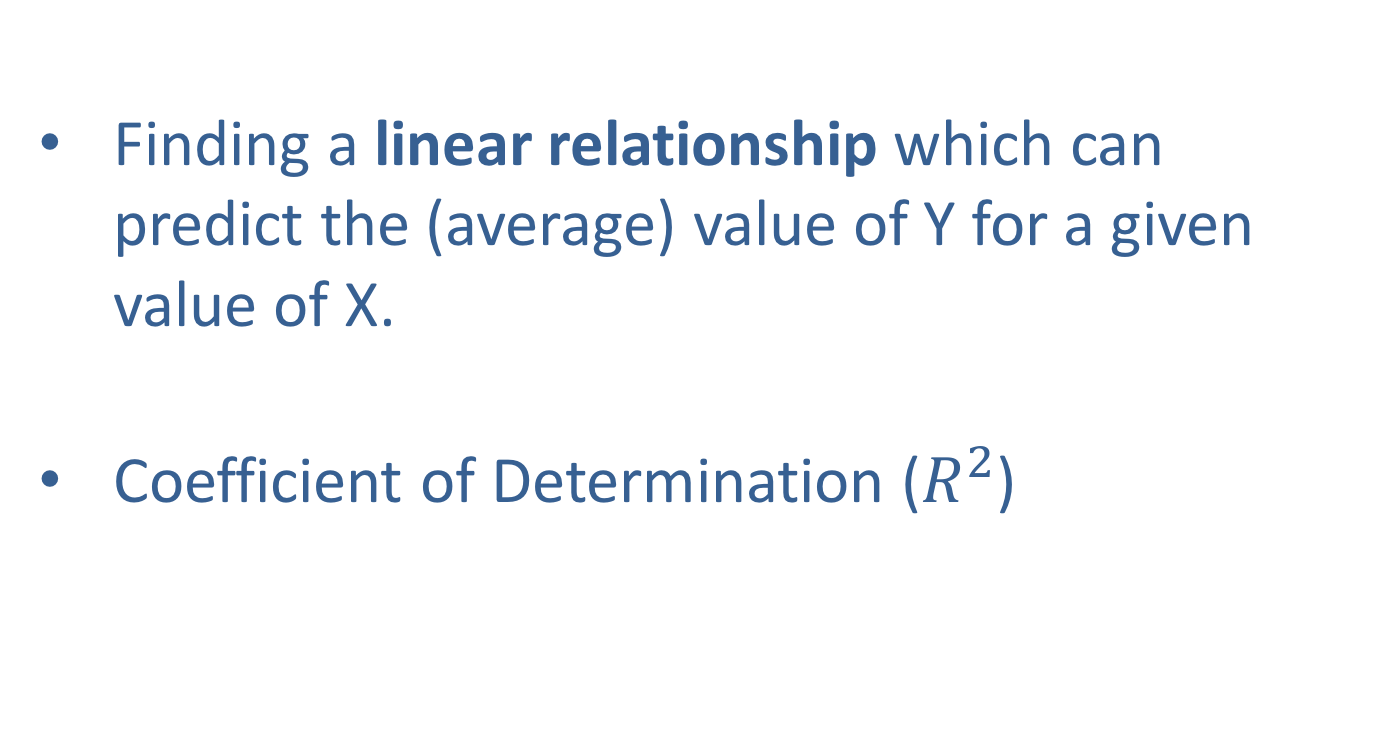 • Finding a linear relationship which can
predict the (average) value of Y for a given
value of X.
• Coefficient of Determination (R²)